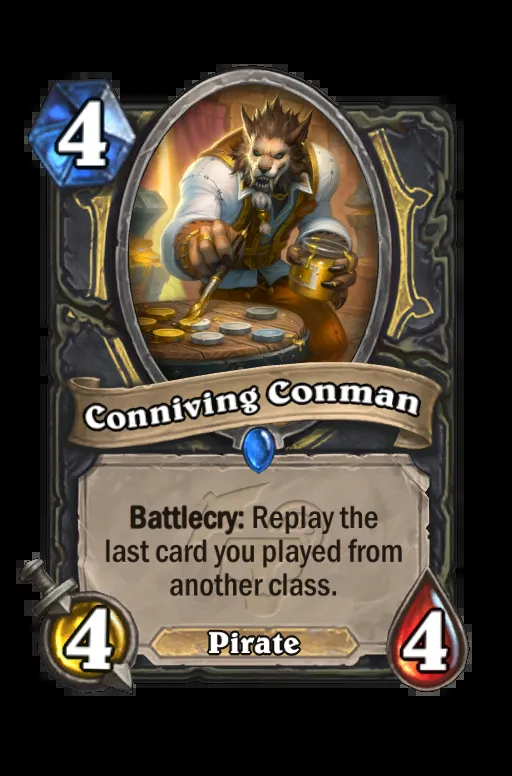 4
Conniving Conman
Battlecry: Replay the
last card you played from
another class.
4
Pirate
4